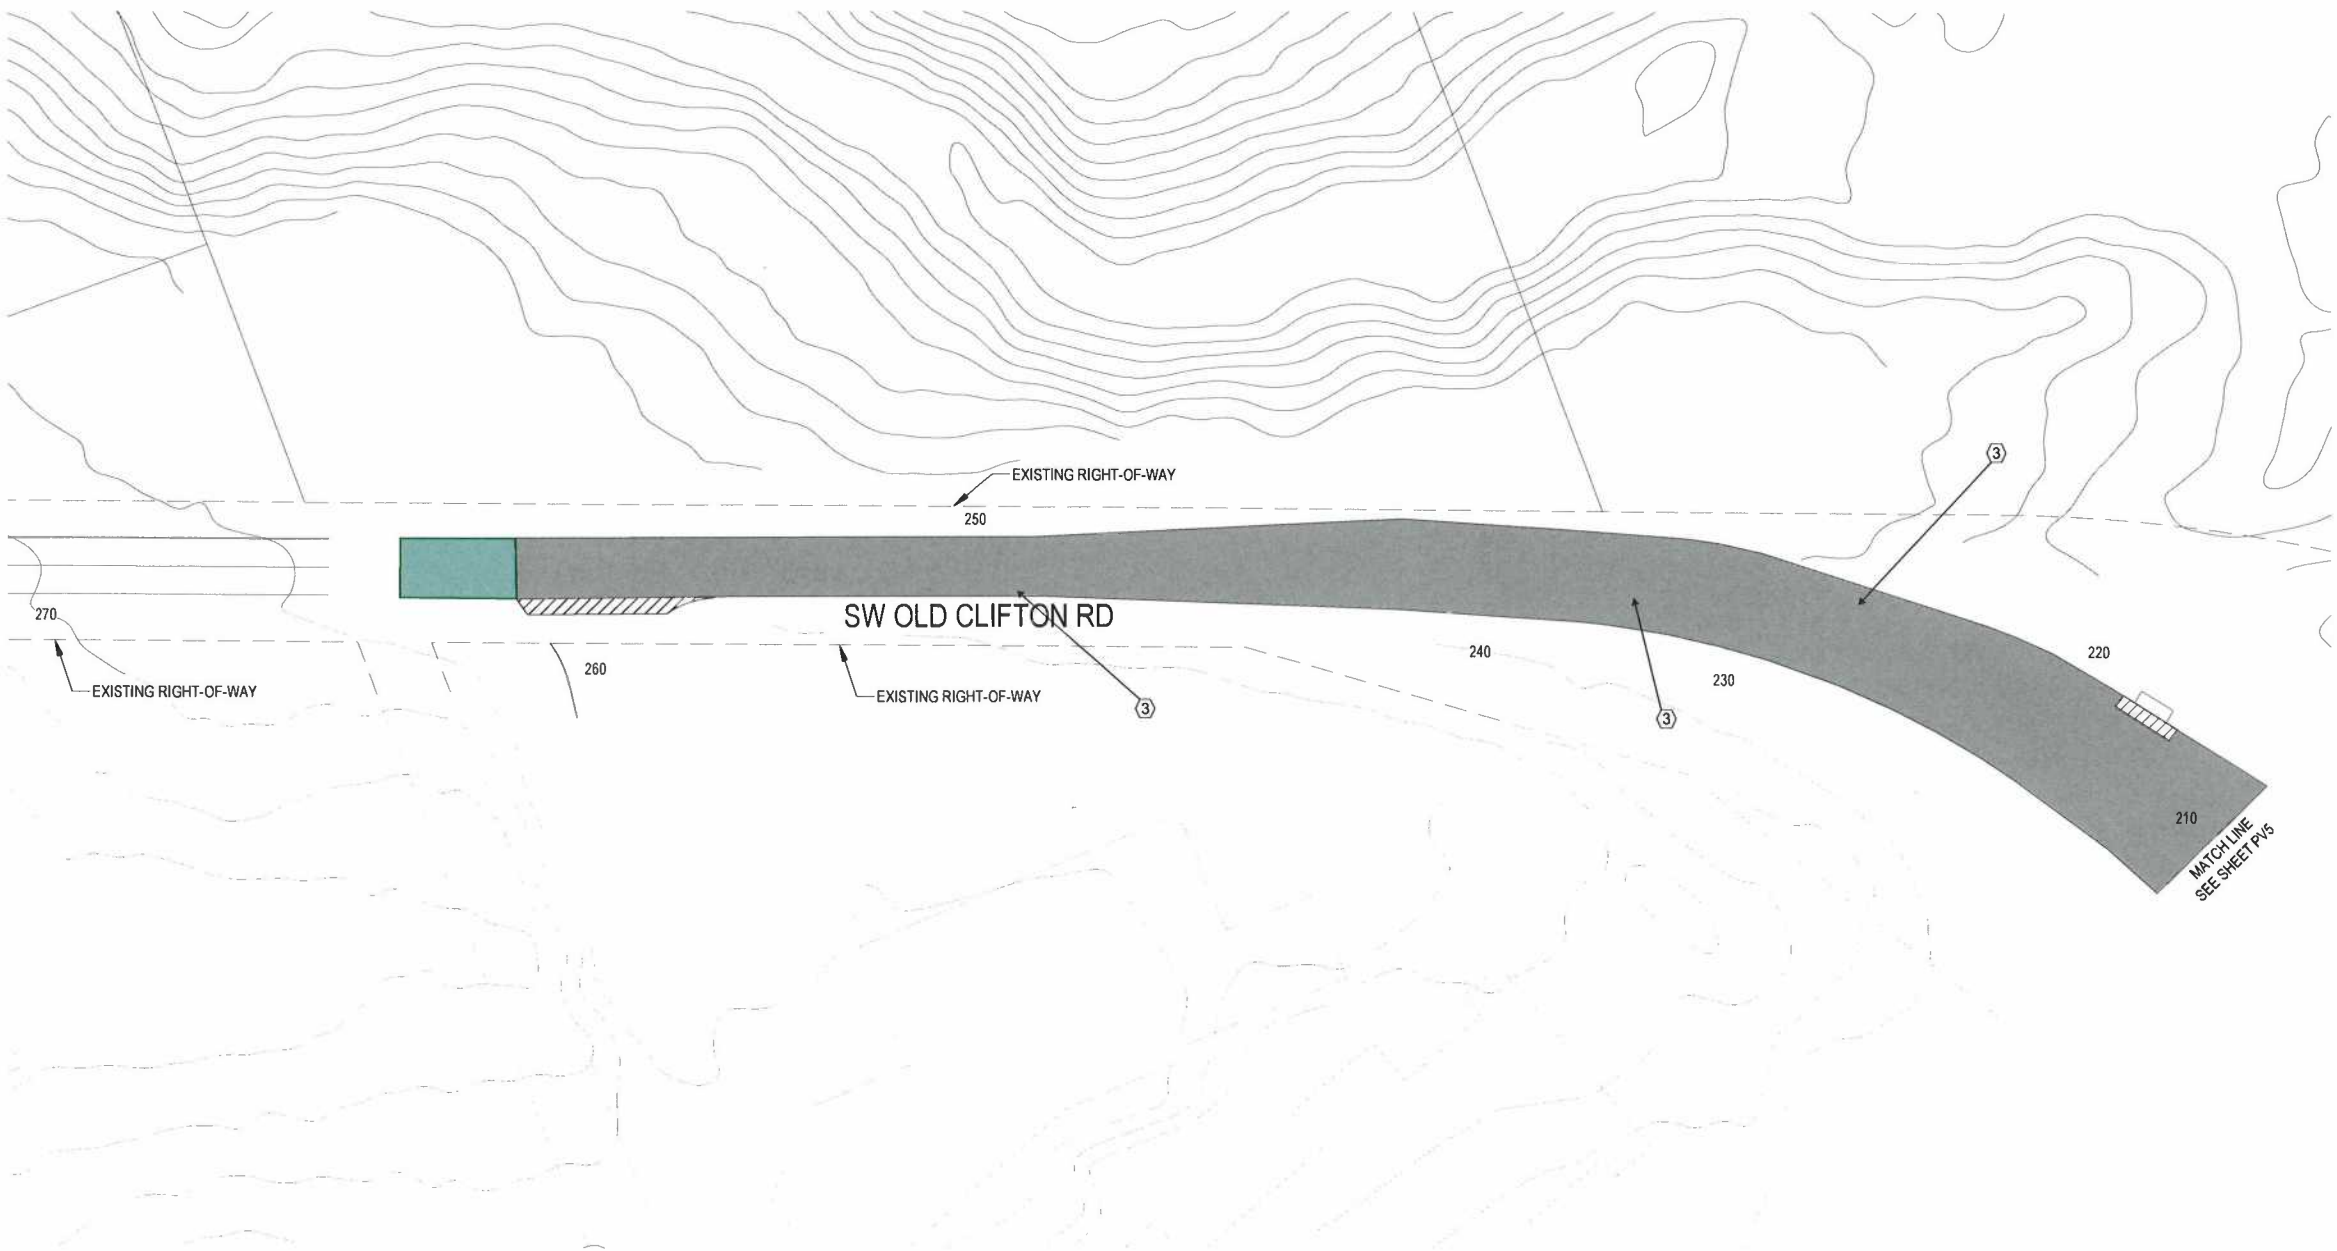 3
EXISTING RIGHT-OF-WAY
250
270
SW OLD CLIFTON RD
240
220
260
230
EXISTING RIGHT-OF-WAY
EXISTING RIGHT-OF-WAY
3
3
210
MATCH LINE
SEE SHEET PV5